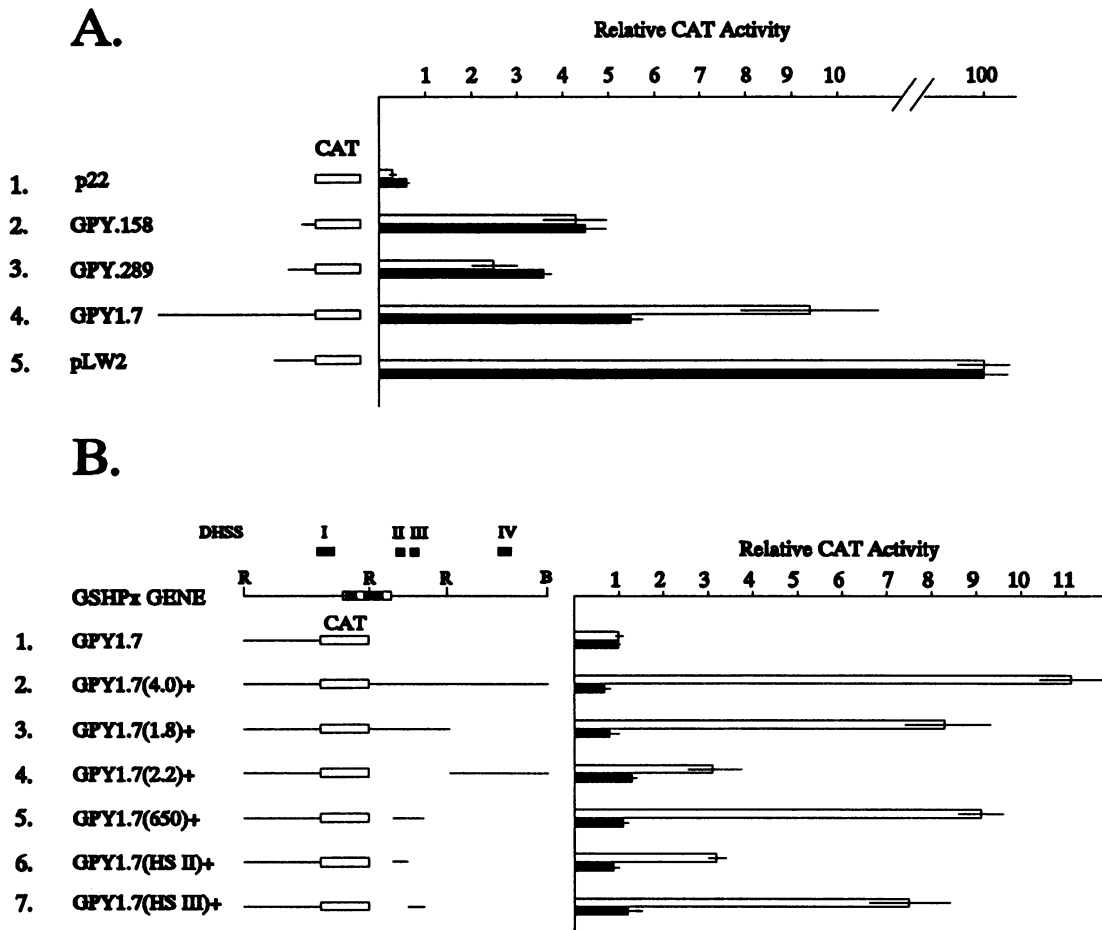 A.
Relative CAT Activity
1 2 3 4 5 6 7 8 9 10 100
CAT
1. p22
2. GPY.158
3. GPY.289
4. GPY1.7
5. pLW2
B.
DHSS I II III IV
Relative CAT Activity
R R R B
1 2 3 4 5 6 7 8 9 10 11
GSHPx GENE
CAT
1. GPY1.7
2. GPY1.7(4.0)+
3. GPY1.7(1.8)+
4. GPY1.7(2.2)+
5. GPY1.7(650)+
6. GPY1.7(HS II)+
7. GPY1.7(HS III)+